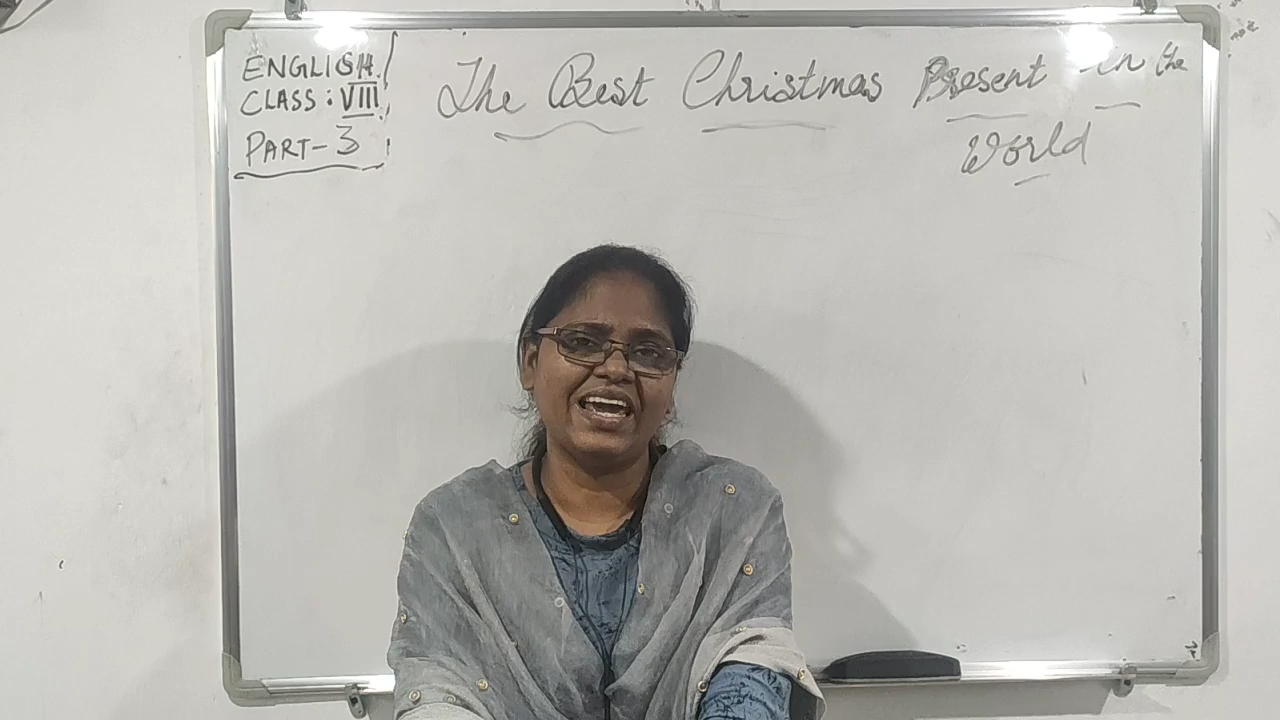 ENGLISH
CLASS: VIII
PART-3
The Best Christmas Present in the
World